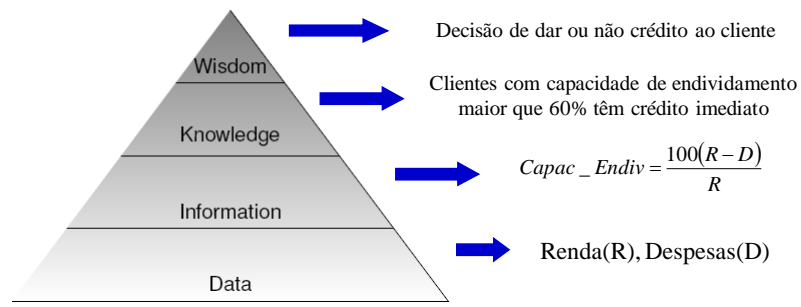 Wisdom
Decisão de dar ou não crédito ao cliente
Knowledge
Clientes com capacidade de endividamento
maior que 60% têm crédito imediato
Information
Capac _ Endiv = 100(R − D) / R
Data
Renda(R), Despesas(D)